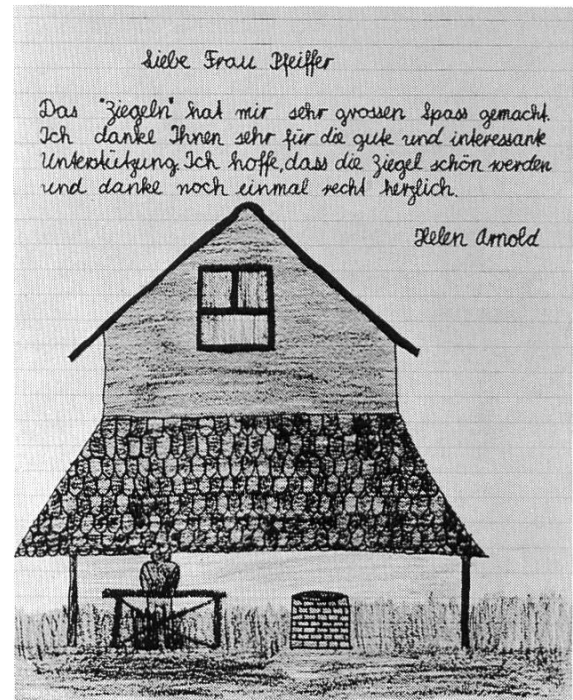 Liebe Frau Pfeiffer
Das "Ziegeln" hat mir sehr grossen Spass gemacht.
Ich danke Ihnen sehr für die gute und interessante
Unterstützung. Ich hoffe, dass die Ziegel schön werden
und danke noch einmal recht herzlich.
Helen Arnold